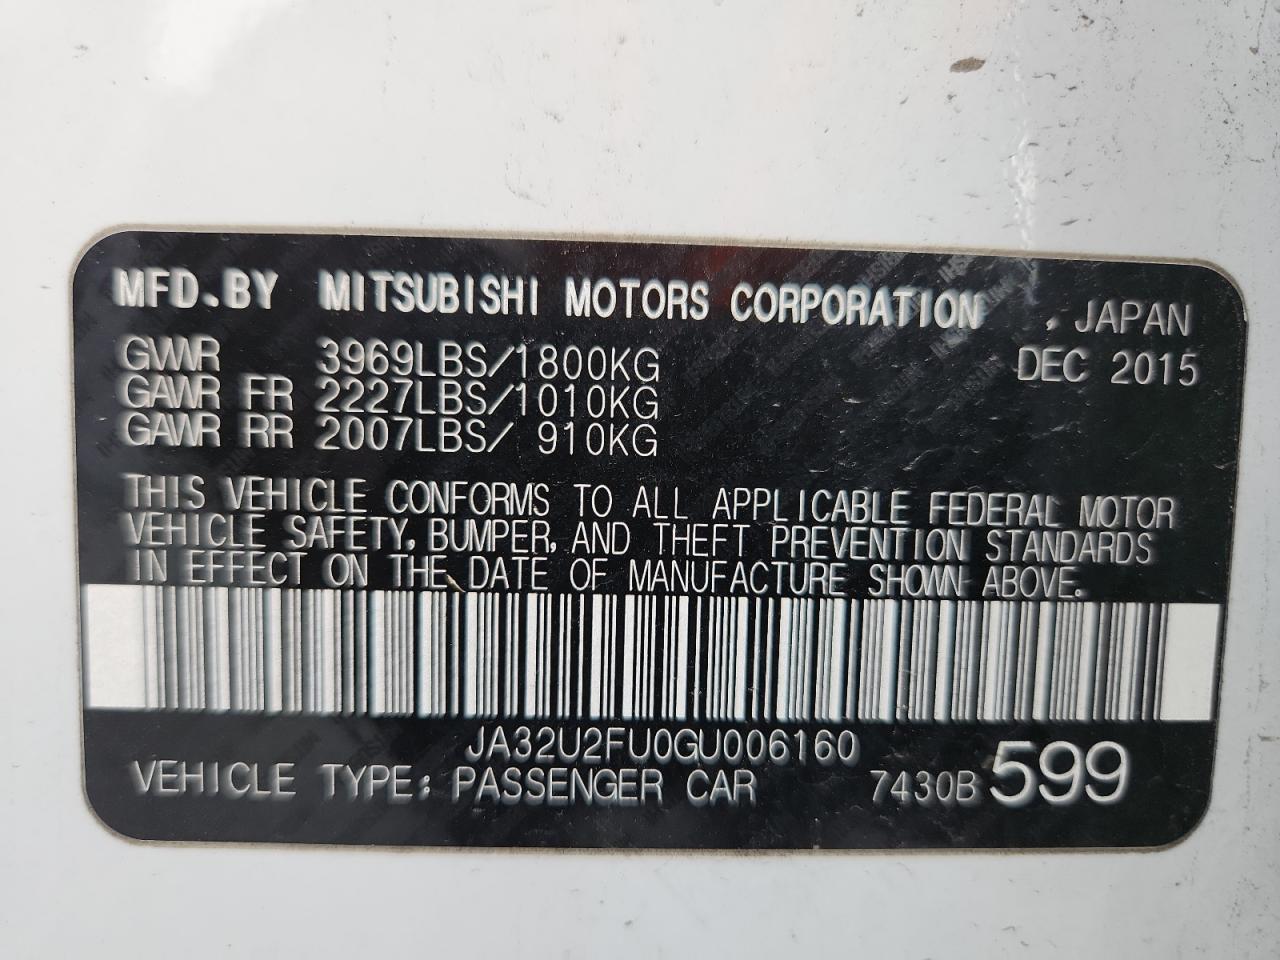 MFD.BY MITSUBISHI MOTORS CORPORATION , JAPAN
GVWR 3969LBS/1800KG DEC 2015
GAWR FR 2227LBS/1010KG
GAWR RR 2007LBS/ 910KG
THIS VEHICLE CONFORMS TO ALL APPLICABLE FEDERAL MOTOR
VEHICLE SAFETY, BUMPER, AND THEFT PREVENTION STANDARDS
IN EFFECT ON THE DATE OF MANUFACTURE SHOWN ABOVE.
JA32U2FU0GU006160
VEHICLE TYPE: PASSENGER CAR 7430B 599